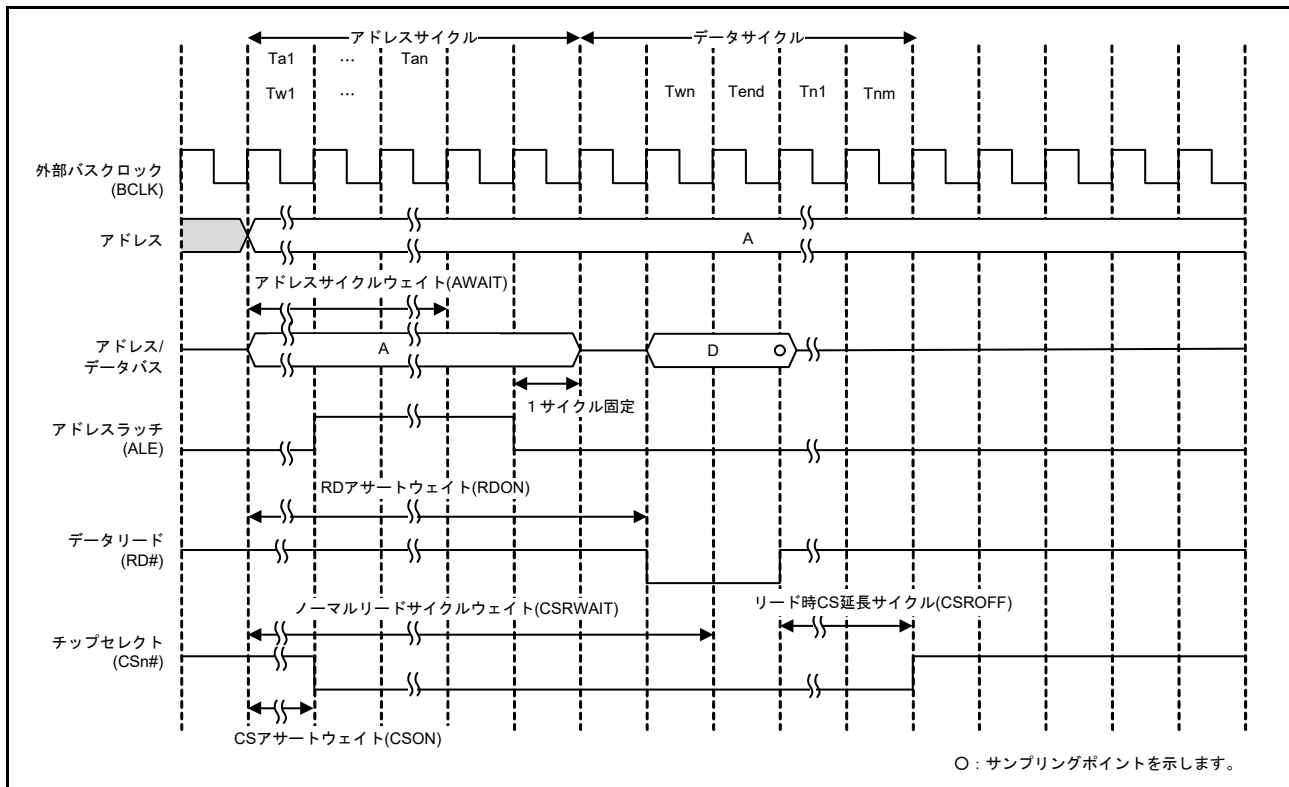 アドレスサイクル データサイクル
Ta1 … Tan
Tw1 … Twn Tend Tn1 Tnm
外部バスクロック
(BCLK)
アドレス
A
アドレスサイクルウェイト(AWAIT)
アドレス/
データバス
A
D
1サイクル固定
アドレスラッチ
(ALE)
RDアサートウェイト(RDON)
データリード
(RD#)
ノーマルリードサイクルウェイト(CSRWAIT)
リード時CS延長サイクル(CSROFF)
チップセレクト
(CSn#)
CSアサートウェイト(CSON)
○:サンプリングポイントを示します。